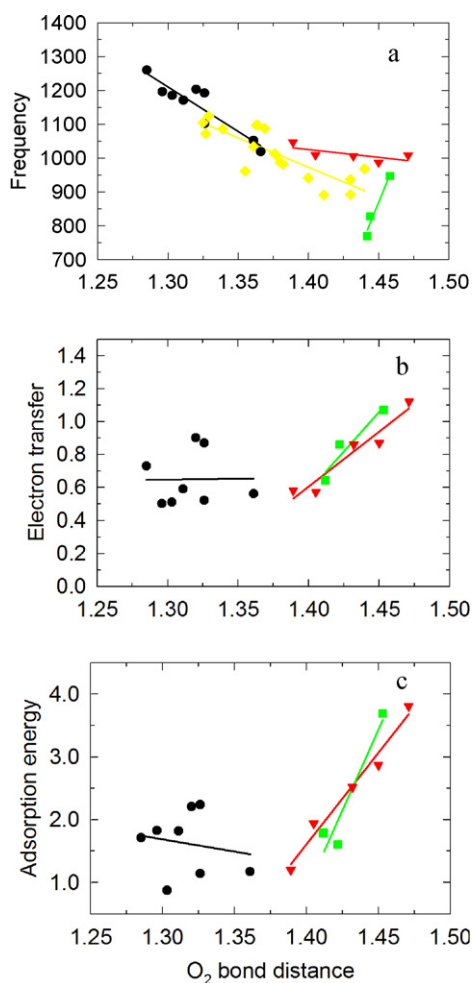 a
Frequency
1400
1300
1200
1100
1000
900
800
700
1.25 1.30 1.35 1.40 1.45 1.50
b
Electron transfer
1.4
1.2
1.0
0.8
0.6
0.4
0.2
0.0
1.25 1.30 1.35 1.40 1.45 1.50
c
Adsorption energy
4.0
3.0
2.0
1.0
1.25 1.30 1.35 1.40 1.45 1.50
O₂ bond distance